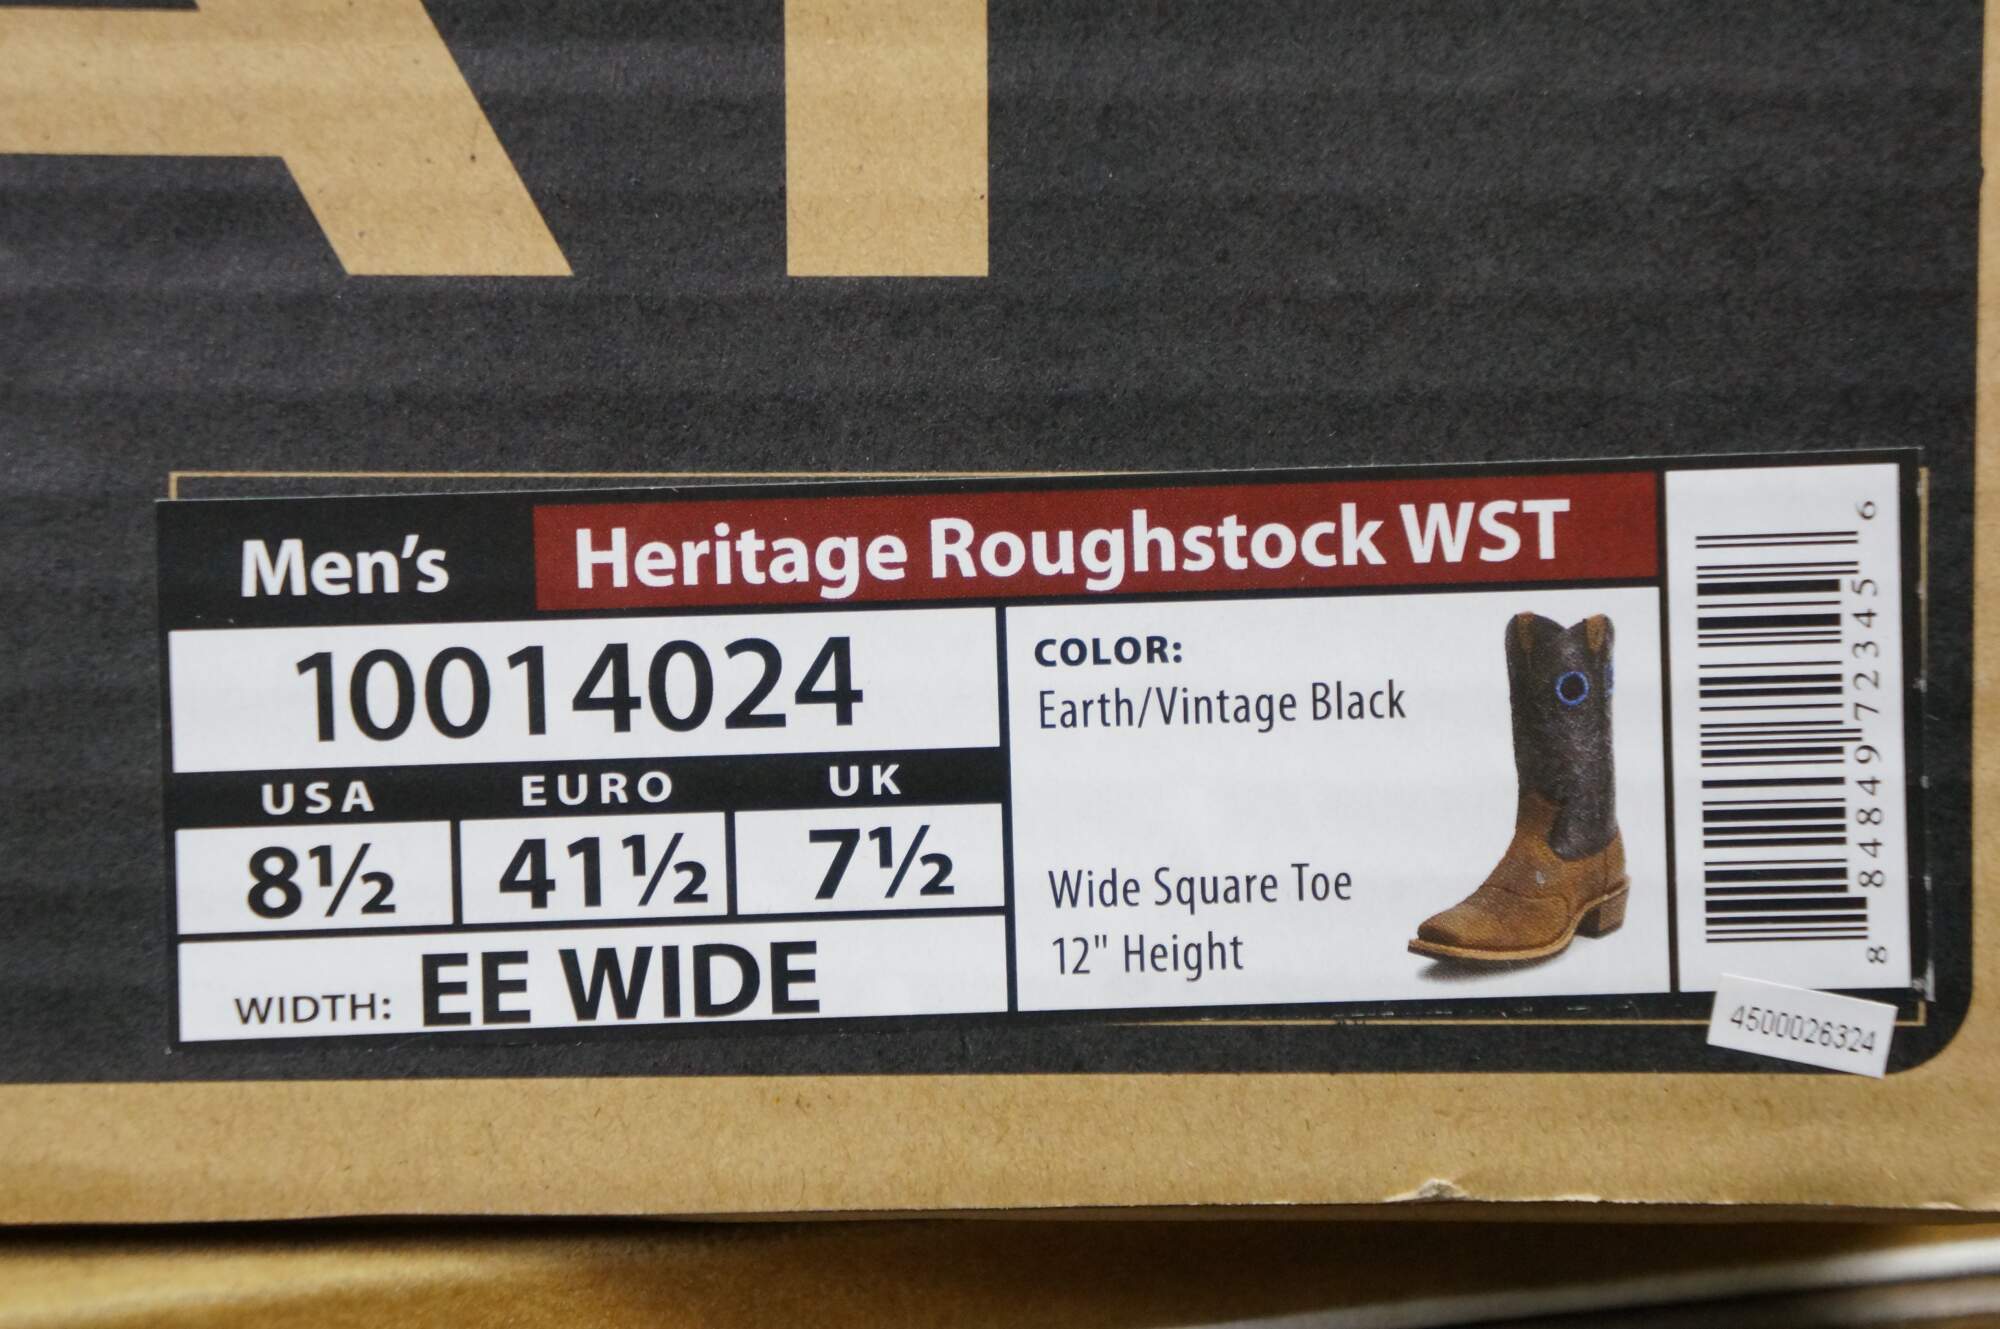 AT
Men's
Heritage Roughstock WST
10014024
USA EURO UK
8½ 41½ 7½
WIDTH: EE WIDE
COLOR:
Earth/Vintage Black
Wide Square Toe
12" Height
8 84849 72345 6
4500026324